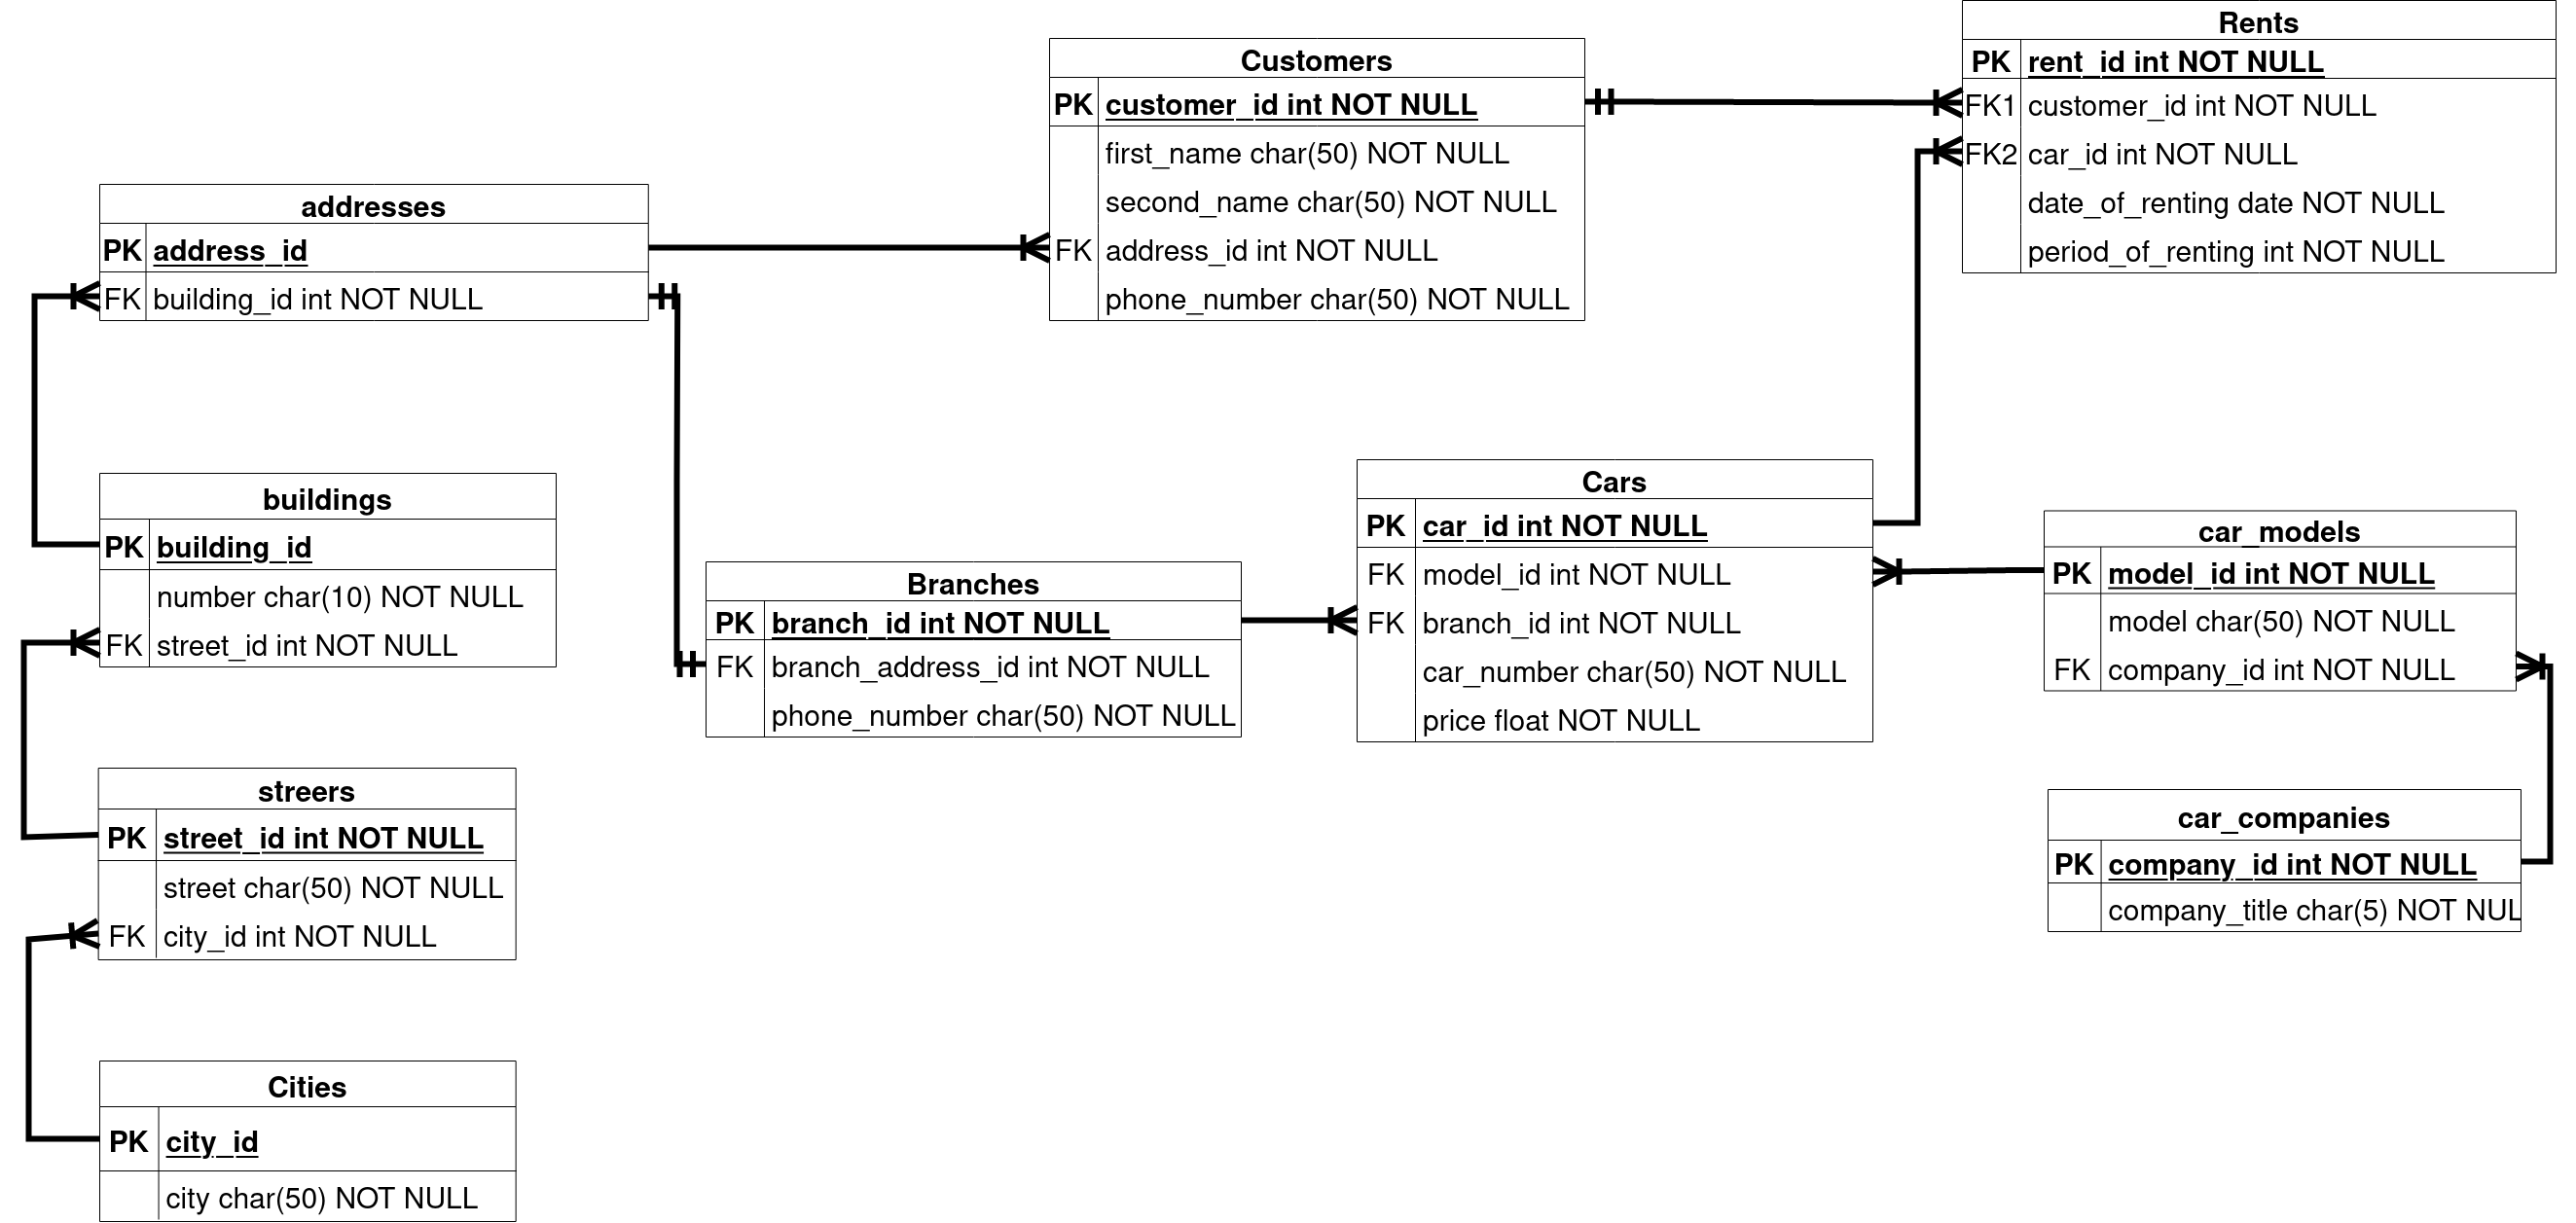 Rents
PK rent_id int NOT NULL
FK1 customer_id int NOT NULL
FK2 car_id int NOT NULL
date_of_renting date NOT NULL
period_of_renting int NOT NULL
Customers
PK customer_id int NOT NULL
first_name char(50) NOT NULL
second_name char(50) NOT NULL
FK address_id int NOT NULL
phone_number char(50) NOT NULL
addresses
PK address_id
FK building_id int NOT NULL
buildings
PK building_id
number char(10) NOT NULL
FK street_id int NOT NULL
Branches
PK branch_id int NOT NULL
FK branch_address_id int NOT NULL
phone_number char(50) NOT NULL
Cars
PK car_id int NOT NULL
FK model_id int NOT NULL
FK branch_id int NOT NULL
car_number char(50) NOT NULL
price float NOT NULL
car_models
PK model_id int NOT NULL
model char(50) NOT NULL
FK company_id int NOT NULL
streers
PK street_id int NOT NULL
street char(50) NOT NULL
FK city_id int NOT NULL
car_companies
PK company_id int NOT NULL
company_title char(5) NOT NUL
Cities
PK city_id
city char(50) NOT NULL